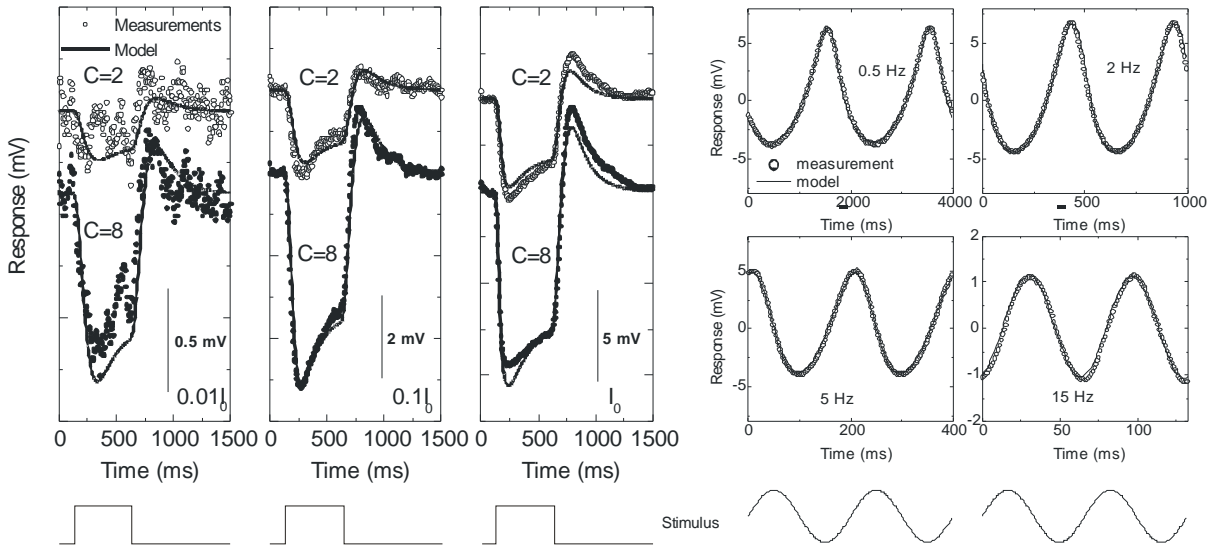 Measurements
Model
C=2
C=8
0.5 mV
0.01I0
C=2
C=8
2 mV
0.1I0
C=2
C=8
5 mV
I0
Response (mV)
0 500 1000 1500
0 500 1000 1500
0 500 1000 1500
Time (ms)
Time (ms)
Time (ms)
Response (mV)
5
0
-5
0.5 Hz
measurement
model
0 1000 2000 3000 4000
Time (ms)
5
0
-5
2 Hz
0 500 1000
Time (ms)
Response (mV)
5
0
-5
5 Hz
0 200 400
Time (ms)
2
1
0
-1
-2
15 Hz
0 50 100
Time (ms)
Stimulus